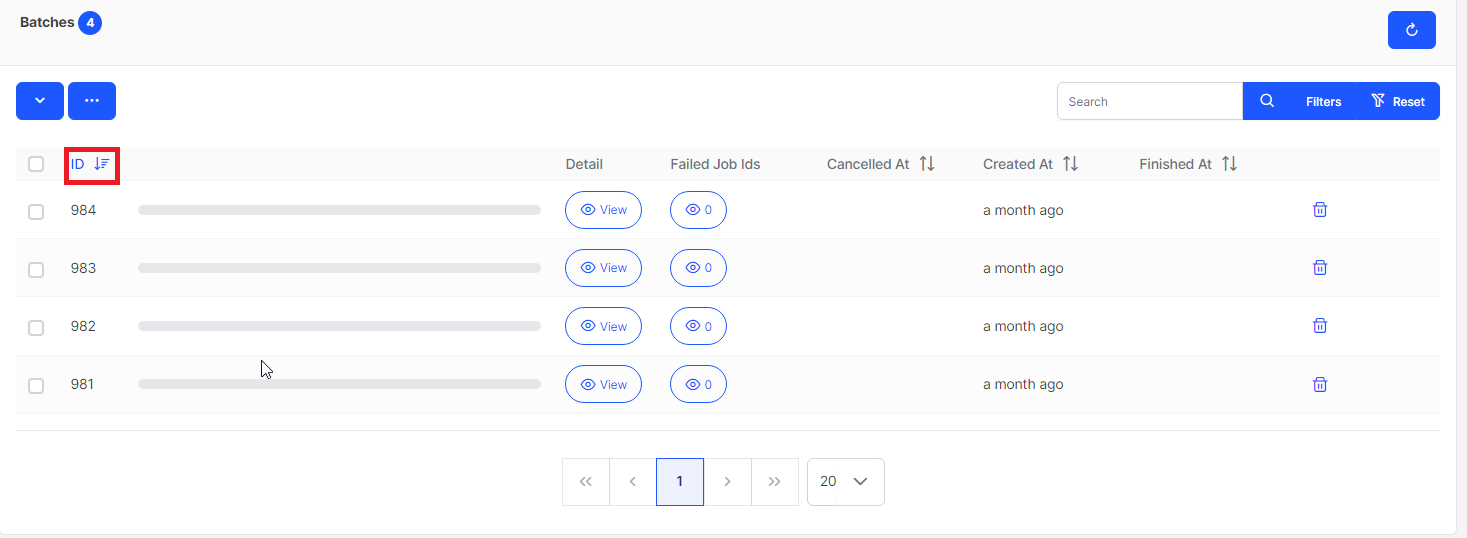 Batches 4
Search Filters Reset
ID Detail Failed Job Ids Cancelled At Created At Finished At
984 View 0 a month ago
983 View 0 a month ago
982 View 0 a month ago
981 View 0 a month ago
1 20